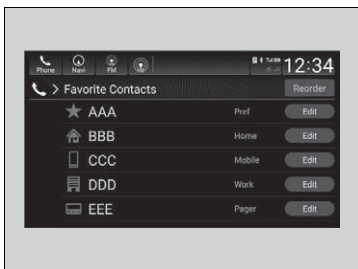 Phone Navi FM 12:34
Favorite Contacts Reorder
AAA Pref Edit
BBB Home Edit
CCC Mobile Edit
DDD Work Edit
EEE Pager Edit